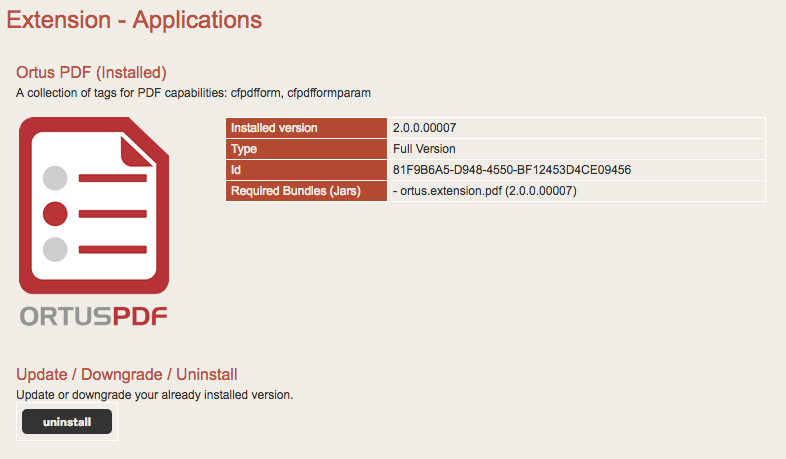 Extension - Applications
Ortus PDF (Installed)
A collection of tags for PDF capabilities: cfpdfform, cfpdfformparam
Installed version 2.0.0.00007
Type Full Version
Id 81F9B6A5-D948-4550-BF12453D4CE09456
Required Bundles (Jars) - ortus.extension.pdf (2.0.0.00007)
ORTUSPDF
Update / Downgrade / Uninstall
Update or downgrade your already installed version.
uninstall